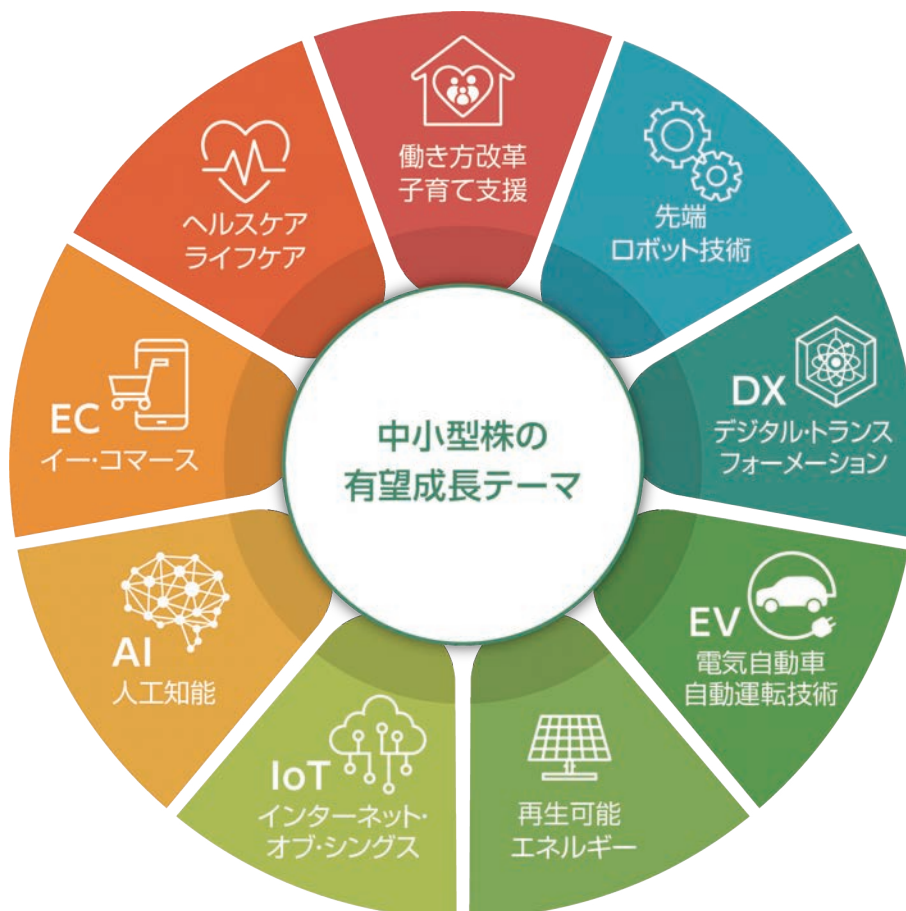 働き方改革
子育て支援
先端
ロボット技術
DX
デジタル・トランス
フォーメーション
EV
電気自動車
自動運転技術
再生可能
エネルギー
IoT
インターネット・
オブ・シングス
AI
人工知能
EC
イー・コマース
ヘルスケア
ライフケア
中小型株の
有望成長テーマ